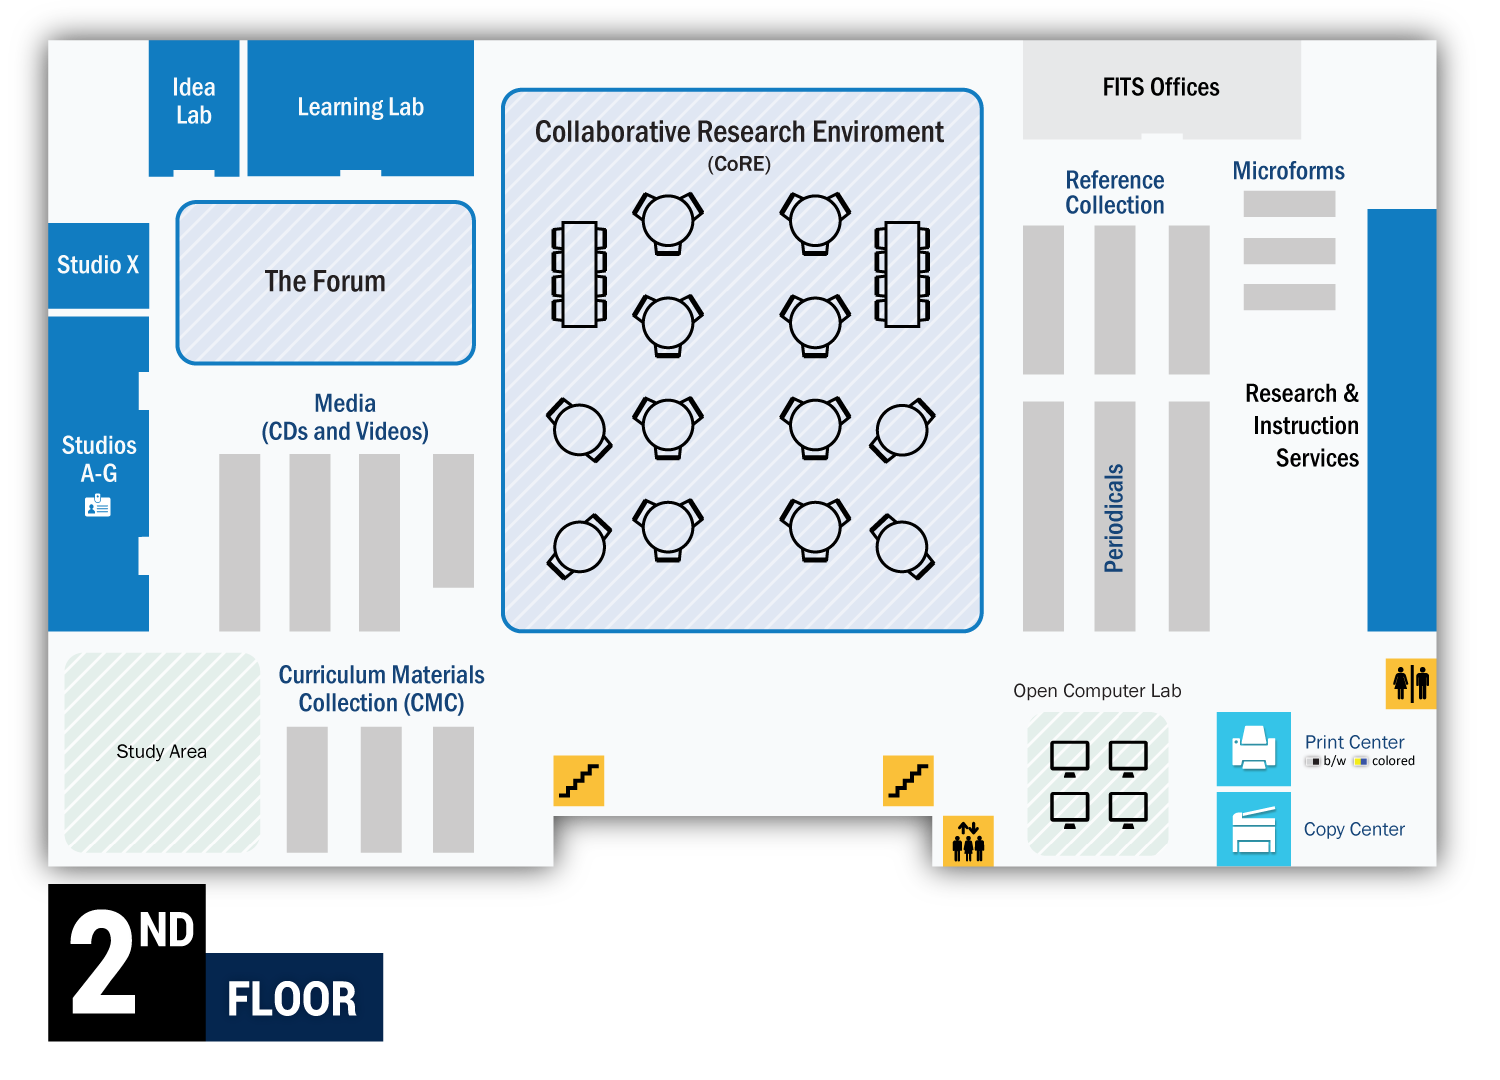 Idea
Lab
Learning Lab
Collaborative Research Enviroment
(CoRE)
FITS Offices
Reference
Collection
Microforms
Studio X
The Forum
Media
(CDs and Videos)
Studios
A-G
Research &
Instruction
Services
Periodicals
Curriculum Materials
Collection (CMC)
Study Area
Open Computer Lab
Print Center
b/w colored
Copy Center
2ND
FLOOR